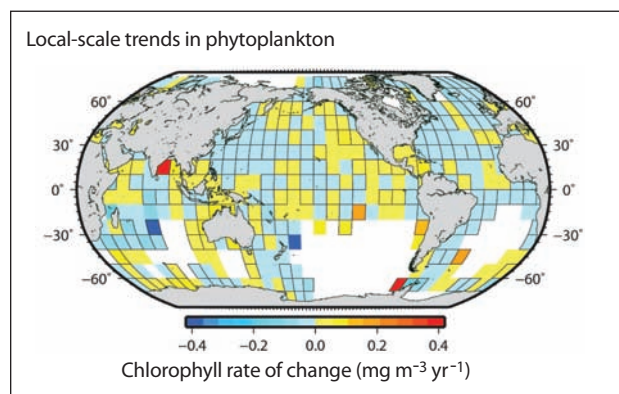 Local-scale trends in phytoplankton
60° 60°
30° 30°
0° 0°
−30° −30°
−60° −60°
−0.4 −0.2 0.0 0.2 0.4
Chlorophyll rate of change (mg m⁻³ yr⁻¹)